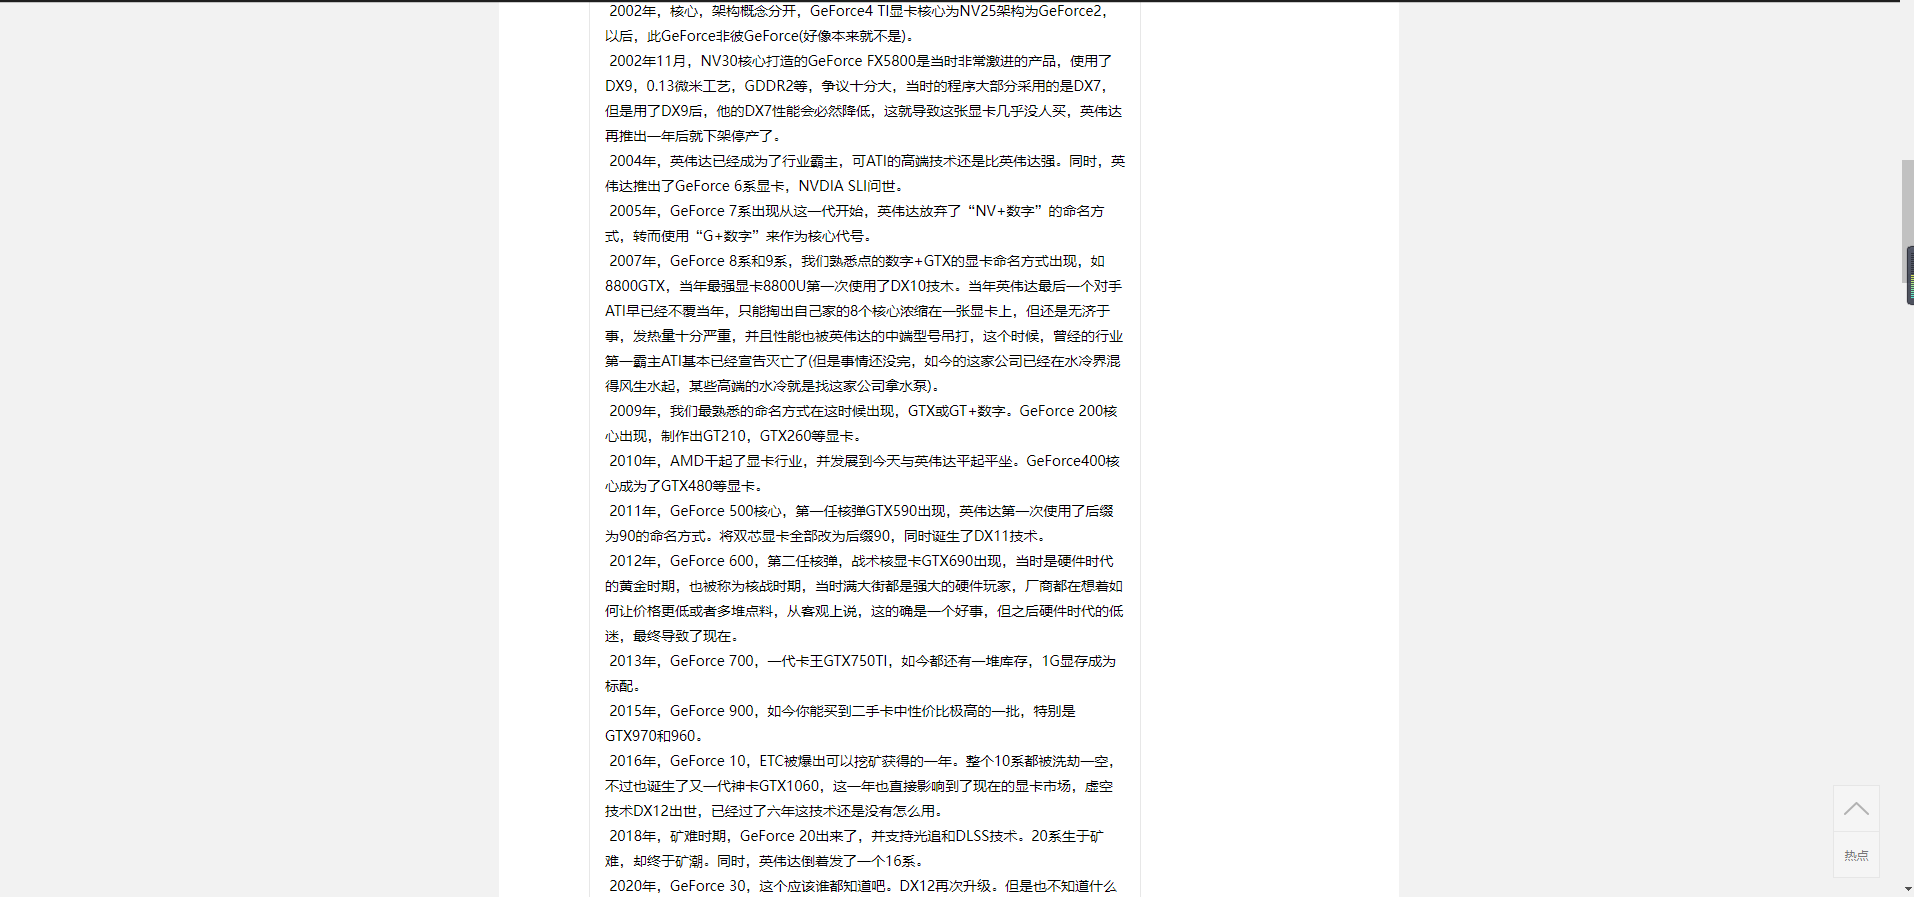 2002年，核心，架构概念分开，GeForce4 TI显卡核心为NV25架构为GeForce2，
以后，此GeForce非彼GeForce(好像本来就不是)。
2002年11月，NV30核心打造的GeForce FX5800是当时非常激进的产品，使用了
DX9，0.13微米工艺，GDDR2等，争议十分大，当时的程序大部分采用的是DX7，
但是用了DX9后，他的DX7性能会必然降低，这就导致这张显卡几乎没人买，英伟达
再推出一年后就下架停产了。
2004年，英伟达已经成为了行业霸主，可ATI的高端技术还是比英伟达强。同时，英
伟达推出了GeForce 6系显卡，NVDIA SLI问世。
2005年，GeForce 7系出现从这一代开始，英伟达放弃了“NV+数字”的命名方
式，转而使用“G+数字”来作为核心代号。
2007年，GeForce 8系和9系，我们熟悉点的数字+GTX的显卡命名方式出现，如
8800GTX，当年最强显卡8800U第一次使用了DX10技术。当年英伟达最后一个对手
ATI早已经不覆当年，只能掏出自己家的8个核心浓缩在一张显卡上，但还是无济于
事，发热量十分严重，并且性能也被英伟达的中端型号吊打，这个时候，曾经的行业
第一霸主ATI基本已经宣告灭亡了(但是事情还没完，如今的这家公司已经在水冷界混
得风生水起，某些高端的水冷就是找这家公司拿水泵)。
2009年，我们最熟悉的命名方式在这时候出现，GTX或GT+数字。GeForce 200核
心出现，制作出GT210，GTX260等显卡。
2010年，AMD干起了显卡行业，并发展到今天与英伟达平起平坐。GeForce400核
心成为了GTX480等显卡。
2011年，GeForce 500核心，第一任核弹GTX590出现，英伟达第一次使用了后缀
为90的命名方式。将双芯显卡全部改为后缀90，同时诞生了DX11技术。
2012年，GeForce 600，第二任核弹，战术核显卡GTX690出现，当时是硬件时代
的黄金时期，也被称为核战时期，当时满大街都是强大的硬件玩家，厂商都在想着如
何让价格更低或者多堆点料，从客观上说，这的确是一个好事，但之后硬件时代的低
迷，最终导致了现在。
2013年，GeForce 700，一代卡王GTX750TI，如今都还有一堆库存，1G显存成为
标配。
2015年，GeForce 900，如今你能买到二手卡中性价比极高的一批，特别是
GTX970和960。
2016年，GeForce 10，ETC被爆出可以挖矿获得的一年。整个10系都被洗劫一空，
不过也诞生了又一代神卡GTX1060，这一年也直接影响到了现在的显卡市场，虚空
技术DX12出世，已经过了六年这技术还是没有怎么用。
2018年，矿难时期，GeForce 20出来了，并支持光追和DLSS技术。20系生于矿
难，却终于矿潮。同时，英伟达倒着发了一个16系。
2020年，GeForce 30，这个应该谁都知道吧。DX12再次升级。但是也不知道什么
热点